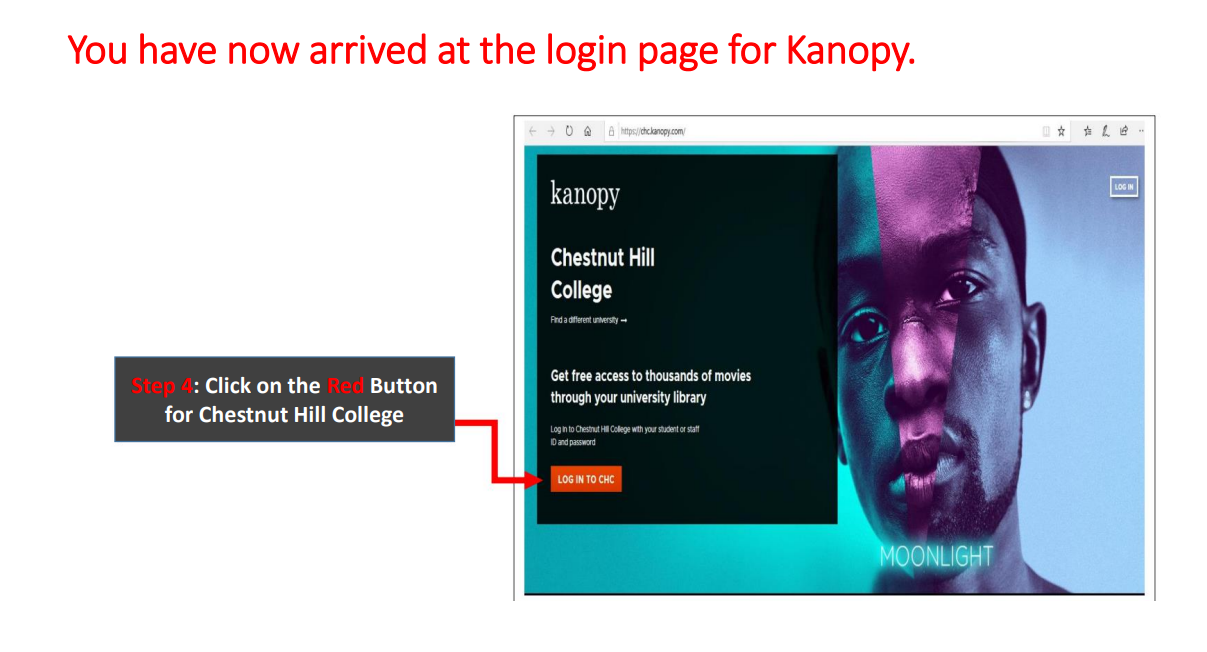 You have now arrived at the login page for Kanopy.
https://chc.kanopy.com/
LOG IN
kanopy
Chestnut Hill
College
Find a different university →
Step 4: Click on the Red Button
for Chestnut Hill College
Get free access to thousands of movies
through your university library
Log in to Chestnut Hill College with your student or staff
ID and password
LOG IN TO CHC
MOONLIGHT